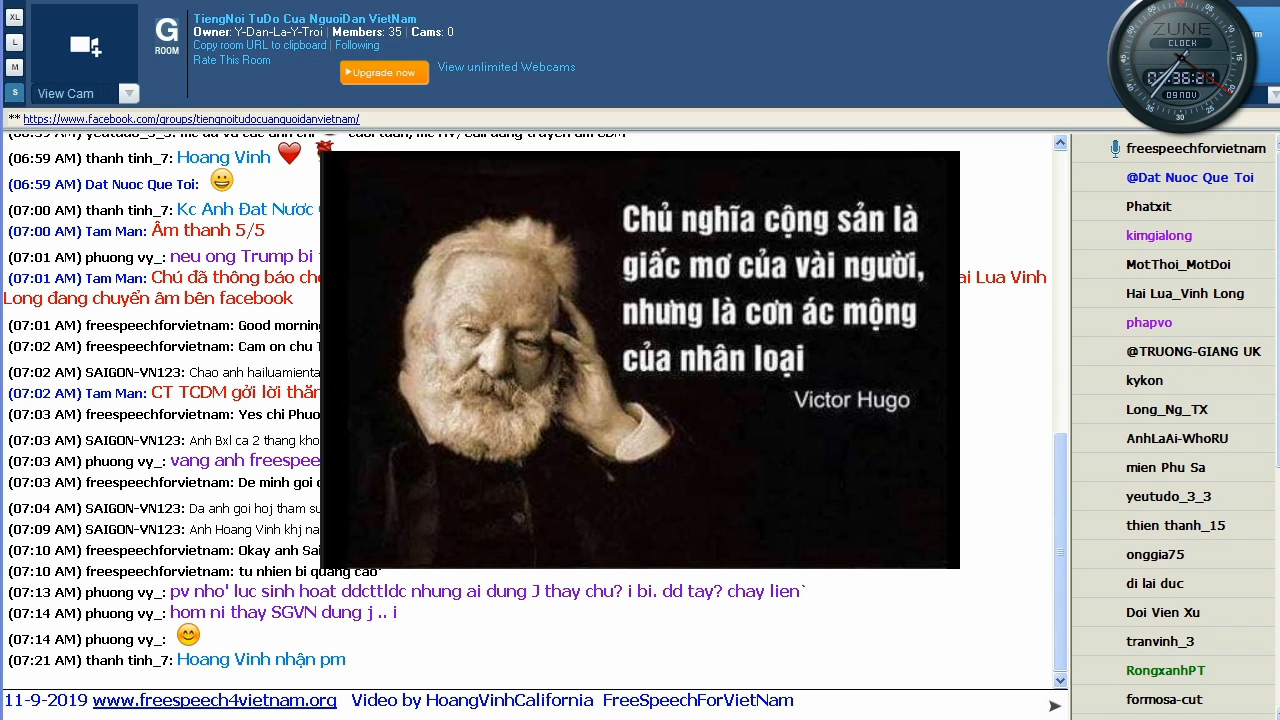 XL
L
M
S
View Cam
G
ROOM
TiengNoi TuDo Cua NguoiDan VietNam
Owner: Y-Dan-La-Y-Troi | Members: 35 | Cams: 0
Copy room URL to clipboard | Following
Rate This Room
Upgrade now
View unlimited Webcams
ZUNE
CLOCK
09 NOV
** https://www.facebook.com/groups/tiengnoitudocuanguoidanvietnam/
(06:59 AM) thanh tinh_7: Hoang Vinh
(06:59 AM) Dat Nuoc Que Toi:
(07:00 AM) thanh tinh_7: Kc Anh Đat Nước
(07:00 AM) Tam Man: Âm thanh 5/5
(07:01 AM) phuong vy_: neu ong Trump bi
(07:01 AM) Tam Man: Chú đã thông báo Lua Vinh
Long đang chuyển âm bên facebook
(07:01 AM) freespeechforvietnam: Good morning
(07:02 AM) freespeechforvietnam: Cam on chu
(07:02 AM) SAIGON-VN123: Chao anh hailuamienta
(07:02 AM) Tam Man: CT TCDM gởi lời
(07:03 AM) freespeechforvietnam: Yes chi
(07:03 AM) SAIGON-VN123: Anh Bxl ca 2 thang
(07:03 AM) phuong vy_: vang anh
(07:03 AM) freespeechforvietnam: De minh goi
(07:04 AM) SAIGON-VN123: Da anh goi hoj tham
(07:09 AM) SAIGON-VN123: Anh Hoang Vinh khj
(07:10 AM) freespeechforvietnam: Okay anh
(07:10 AM) freespeechforvietnam: tu nhien bi quang cao
(07:13 AM) phuong vy_: pv nho' luc sinh hoat ddcttldc nhung ai dung J thay chu? i bi. dd tay? chay lien`
(07:14 AM) phuong vy_: hom ni thay SGVN dung j .. i
(07:14 AM) phuong vy_:
(07:21 AM) thanh tinh_7: Hoang Vinh nhận pm
Chủ nghĩa cộng sản là
giấc mơ của vài người,
nhưng là cơn ác mộng
của nhân loại
Victor Hugo
freespeechforvietnam
@Dat Nuoc Que Toi
Phatxit
kimgialong
MotThoi_MotDoi
Hai Lua_Vinh Long
phapvo
@TRUONG-GIANG UK
kykon
Long_Ng_TX
AnhLaAi-WhoRU
mien Phu Sa
yeutudo_3_3
thien thanh_15
onggia75
di lai duc
Doi Vien Xu
tranvinh_3
RongxanhPT
formosa-cut
11-9-2019 www.freespeech4vietnam.org Video by HoangVinhCalifornia FreeSpeechForVietNam